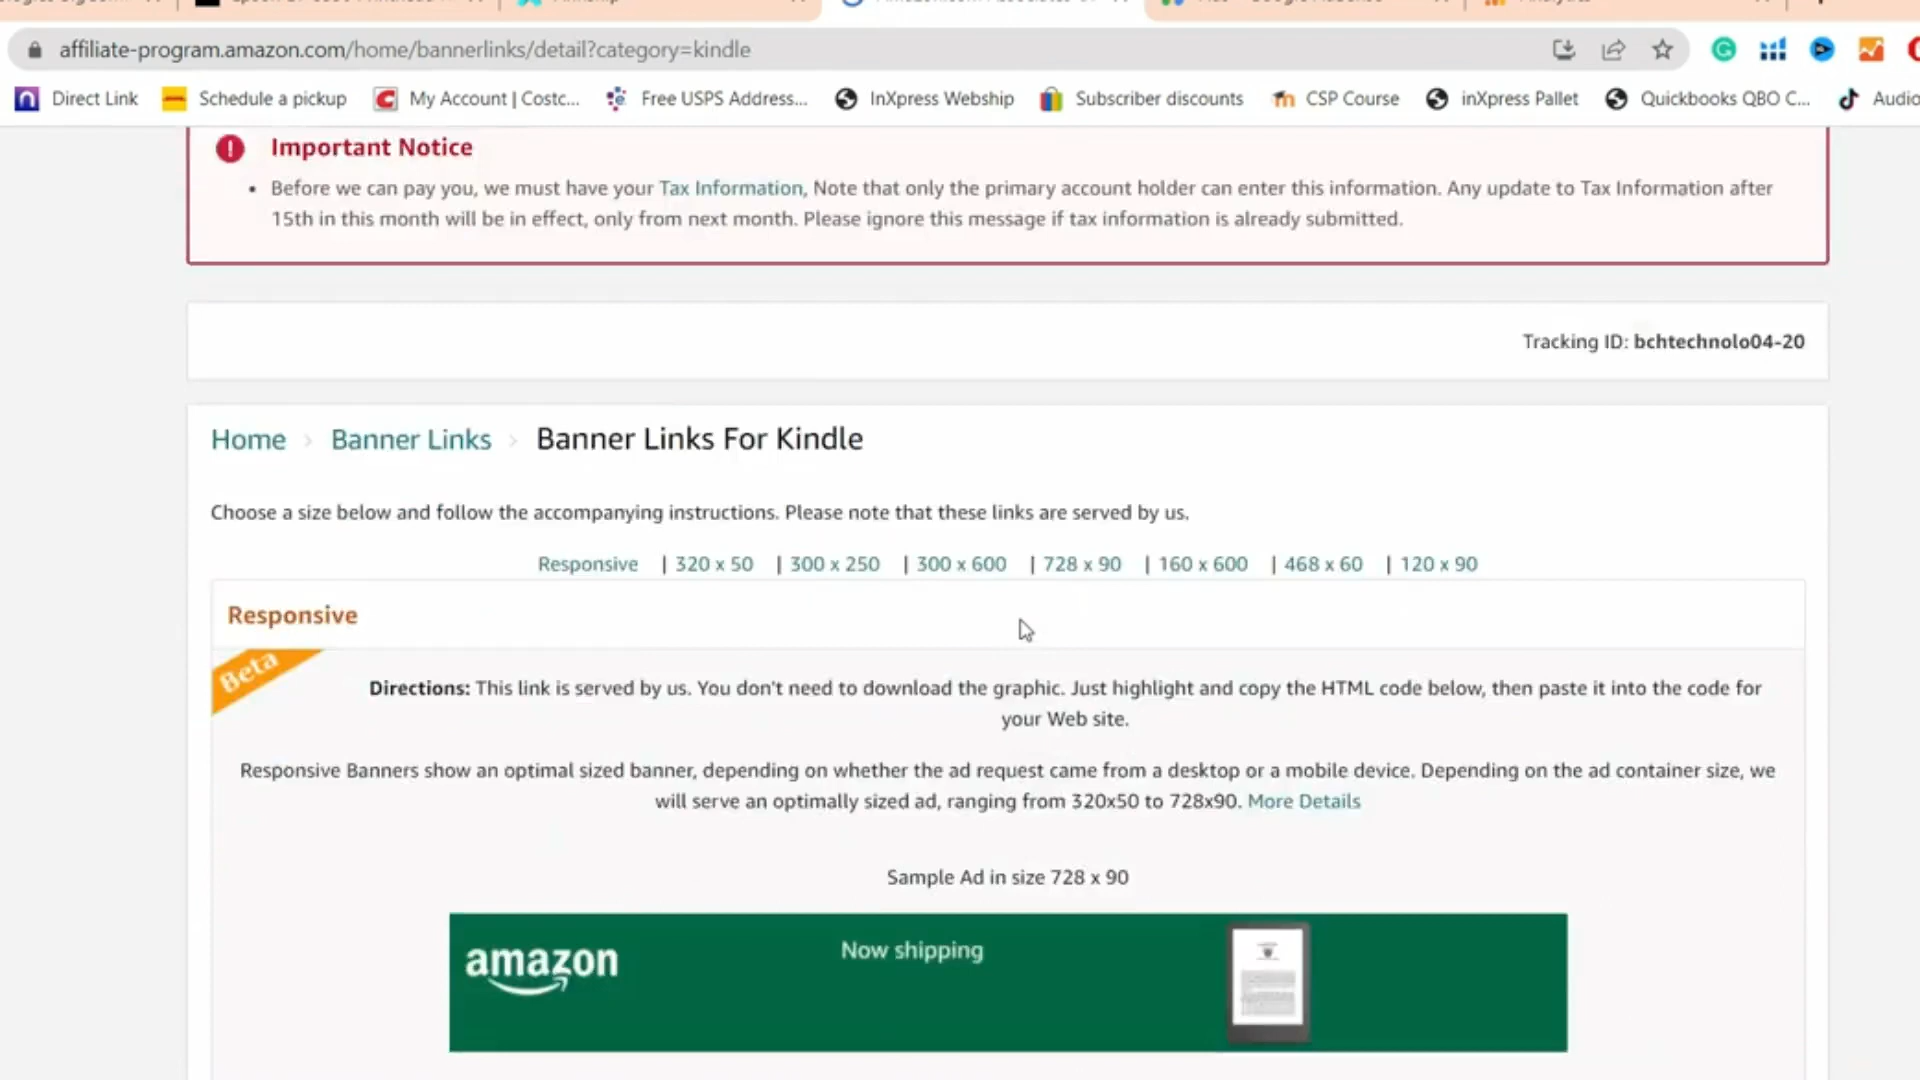 affiliate-program.amazon.com/home/bannerlinks/detail?category=kindle
Direct Link Schedule a pickup My Account | Costc... Free USPS Address... InXpress Webship Subscriber discounts CSP Course inXpress Pallet Quickbooks QBO C... Audio
Important Notice
• Before we can pay you, we must have your Tax Information, Note that only the primary account holder can enter this information. Any update to Tax Information after
15th in this month will be in effect, only from next month. Please ignore this message if tax information is already submitted.
Tracking ID: bchtechnolo04-20
Home › Banner Links › Banner Links For Kindle
Choose a size below and follow the accompanying instructions. Please note that these links are served by us.
Responsive | 320 x 50 | 300 x 250 | 300 x 600 | 728 x 90 | 160 x 600 | 468 x 60 | 120 x 90
Responsive
Beta
Directions: This link is served by us. You don't need to download the graphic. Just highlight and copy the HTML code below, then paste it into the code for
your Web site.
Responsive Banners show an optimal sized banner, depending on whether the ad request came from a desktop or a mobile device. Depending on the ad container size, we
will serve an optimally sized ad, ranging from 320x50 to 728x90. More Details
Sample Ad in size 728 x 90
amazon
Now shipping